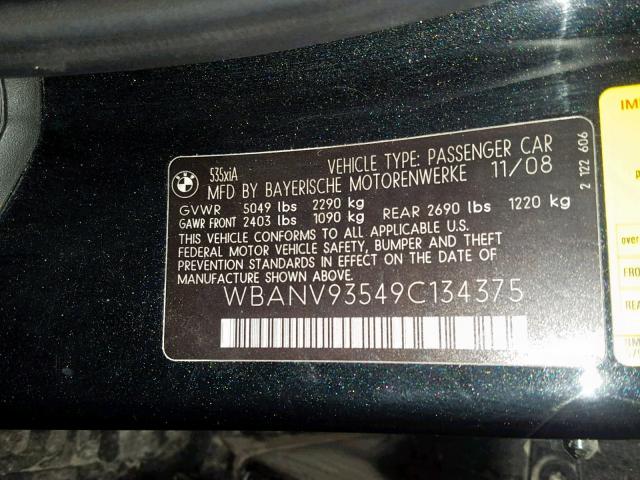 535xiA VEHICLE TYPE: PASSENGER CAR
MFD BY BAYERISCHE MOTORENWERKE 11/08
GVWR 5049 lbs 2290 kg
GAWR FRONT 2403 lbs 1090 kg REAR 2690 lbs 1220 kg
THIS VEHICLE CONFORMS TO ALL APPLICABLE U.S.
FEDERAL MOTOR VEHICLE SAFETY, BUMPER AND THEFT
PREVENTION STANDARDS IN EFFECT ON THE DATE OF
MANUFACTURE SHOWN ABOVE.
WBANV93549C134375
2 122 606
BMW
over